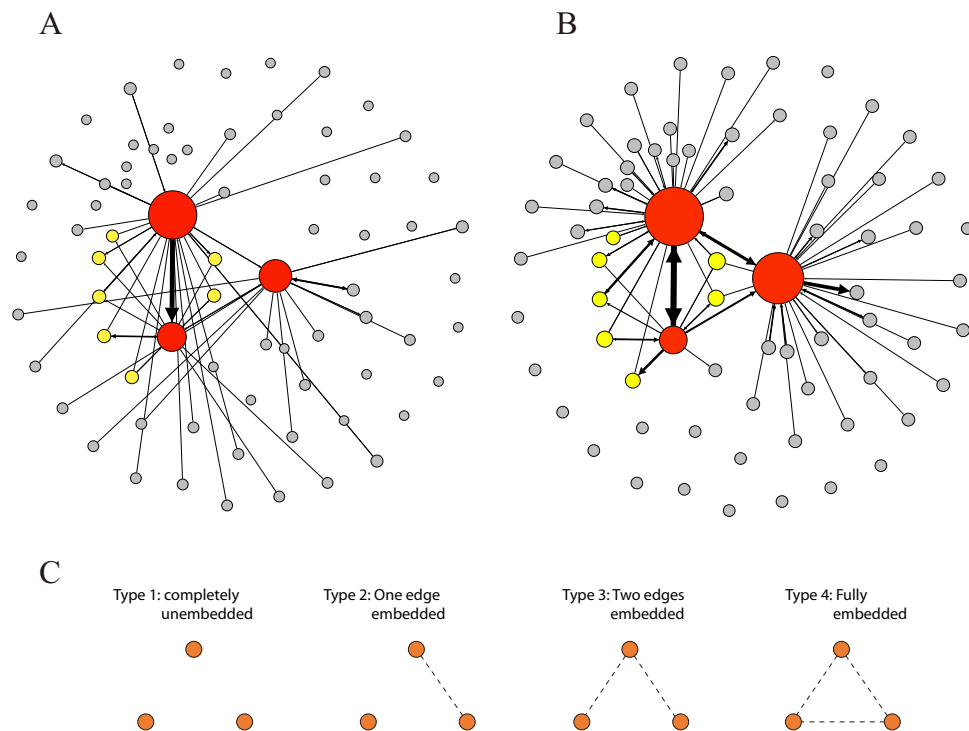 A
B
C
Type 1: completely
unembedded
Type 2: One edge
embedded
Type 3: Two edges
embedded
Type 4: Fully
embedded